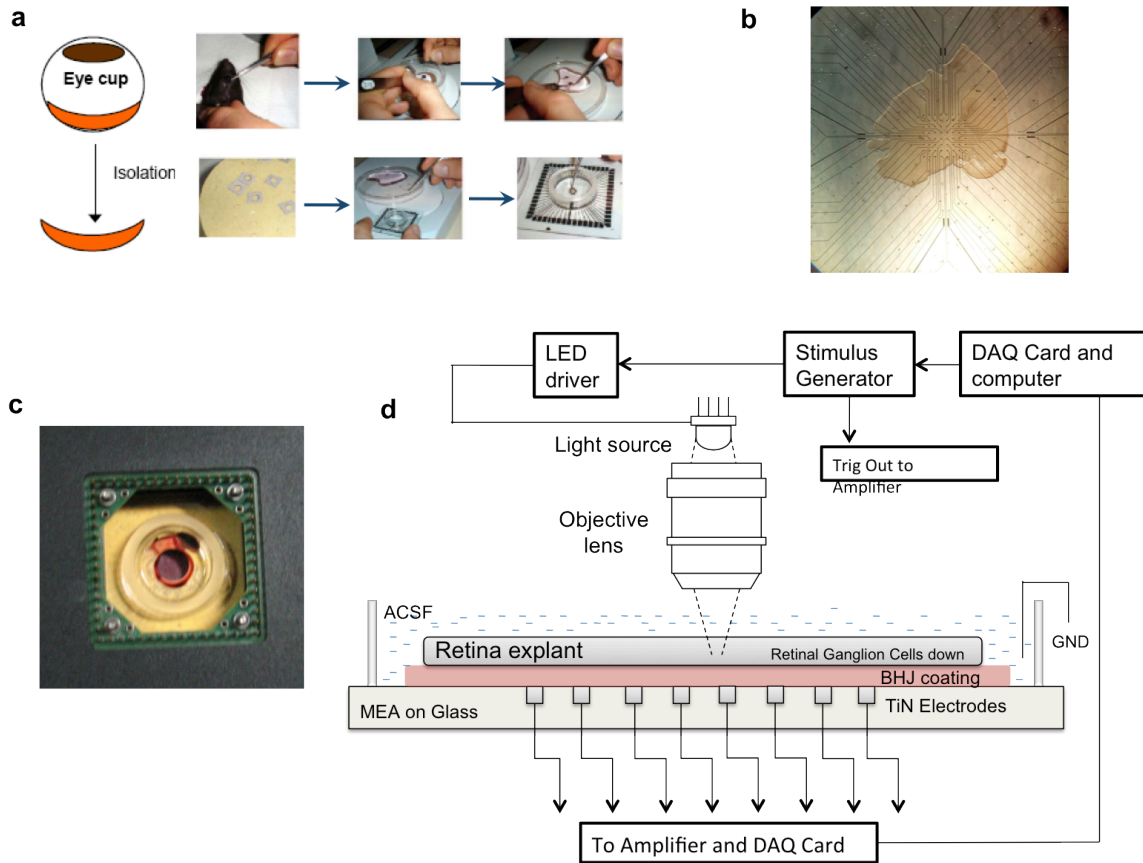 a
Eye cup
Isolation
b
c
d
LED
driver
Stimulus
Generator
DAQ Card and
computer
Light source
Trig Out to
Amplifier
Objective
lens
ACSF
GND
Retina explant
Retinal Ganglion Cells down
BHJ coating
MEA on Glass
TiN Electrodes
To Amplifier and DAQ Card